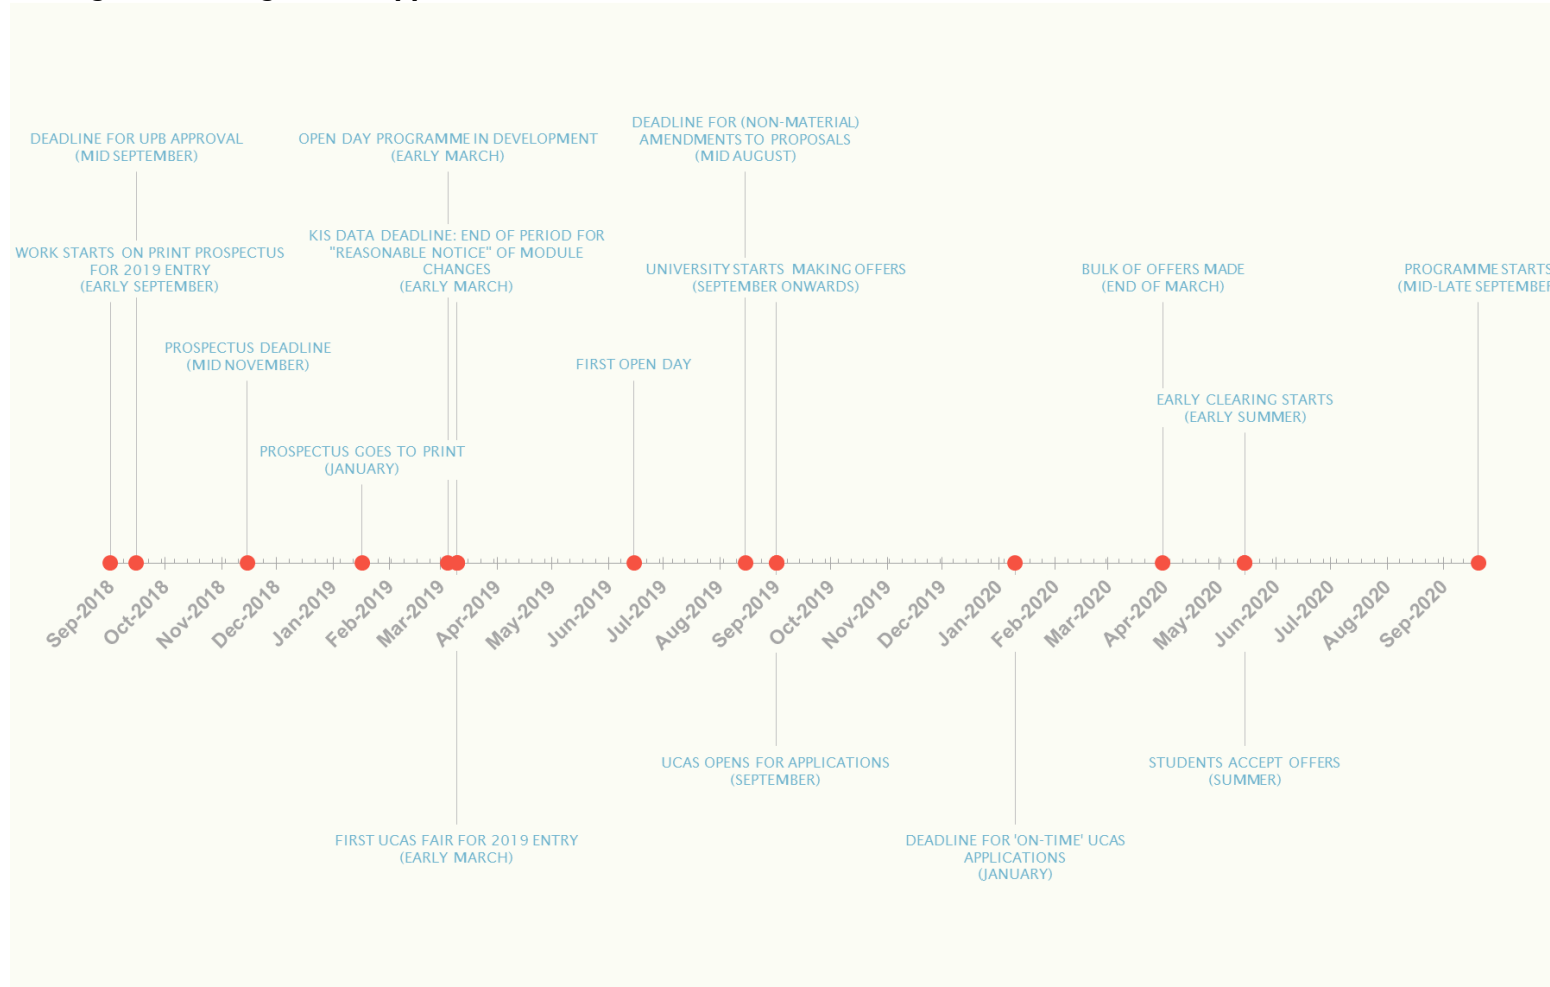 DEADLINE FOR UPB APPROVAL
(MID SEPTEMBER)
OPEN DAY PROGRAMME IN DEVELOPMENT
(EARLY MARCH)
DEADLINE FOR (NON-MATERIAL)
AMENDMENTS TO PROPOSALS
(MID AUGUST)
WORK STARTS ON PRINT PROSPECTUS
FOR 2019 ENTRY
(EARLY SEPTEMBER)
KIS DATA DEADLINE: END OF PERIOD FOR
"REASONABLE NOTICE" OF MODULE
CHANGES
(EARLY MARCH)
UNIVERSITY STARTS MAKING OFFERS
(SEPTEMBER ONWARDS)
BULK OF OFFERS MADE
(END OF MARCH)
PROGRAMME STARTS
(MID-LATE SEPTEMBER
PROSPECTUS DEADLINE
(MID NOVEMBER)
FIRST OPEN DAY
EARLY CLEARING STARTS
(EARLY SUMMER)
PROSPECTUS GOES TO PRINT
(JANUARY)
Sep-2018
Oct-2018
Nov-2018
Dec-2018
Jan-2019
Feb-2019
Mar-2019
Apr-2019
May-2019
Jun-2019
Jul-2019
Aug-2019
Sep-2019
Oct-2019
Nov-2019
Dec-2019
Jan-2020
Feb-2020
Mar-2020
Apr-2020
May-2020
Jun-2020
Jul-2020
Aug-2020
Sep-2020
UCAS OPENS FOR APPLICATIONS
(SEPTEMBER)
STUDENTS ACCEPT OFFERS
(SUMMER)
FIRST UCAS FAIR FOR 2019 ENTRY
(EARLY MARCH)
DEADLINE FOR 'ON-TIME' UCAS
APPLICATIONS
(JANUARY)